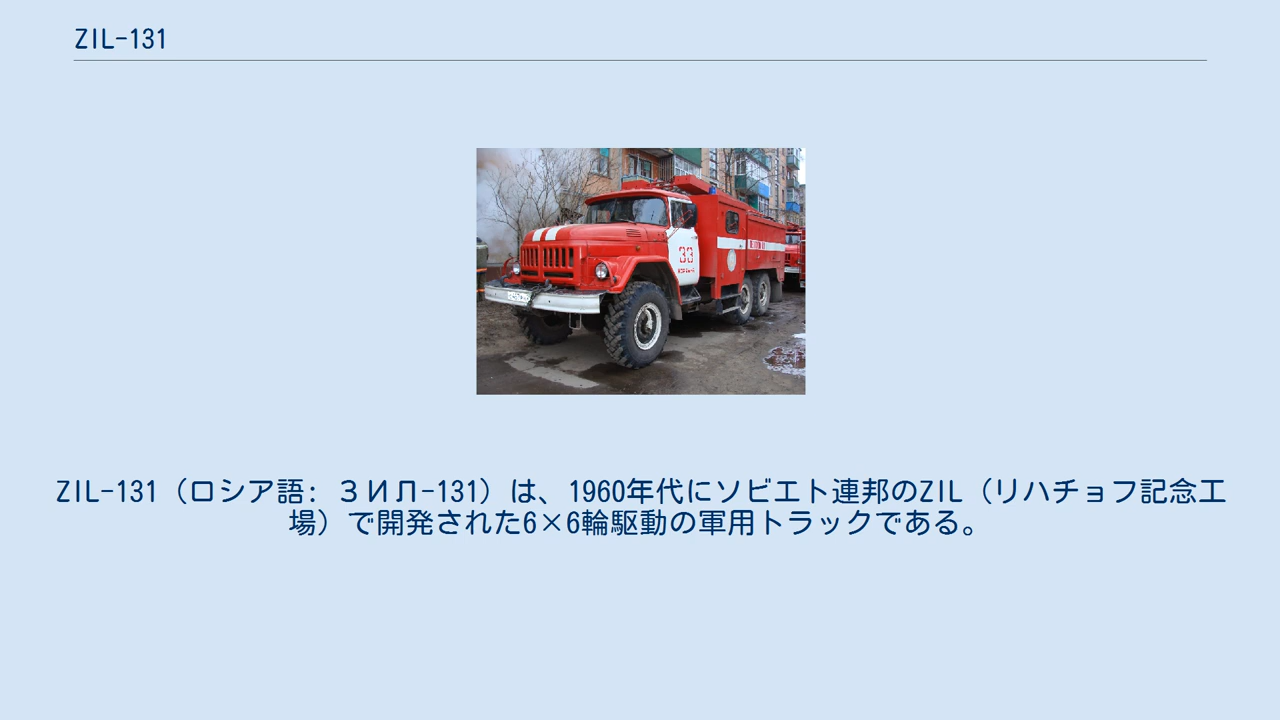 ZIL-131
33
ZIL-131（ロシア語: ЗИЛ-131）は、1960年代にソビエト連邦のZIL（リハチョフ記念工
場）で開発された6×6輪駆動の軍用トラックである。